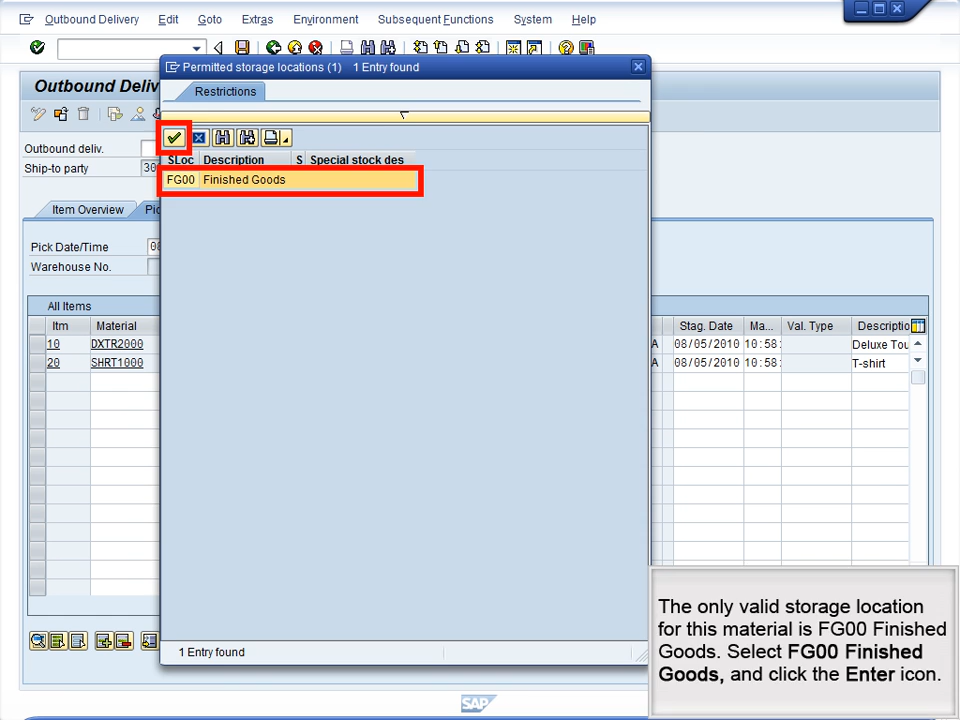 Outbound Delivery Edit Goto Extras Environment Subsequent Functions System Help
Permitted storage locations (1) 1 Entry found
Outbound Deliv
Restrictions
Outbound deliv.
SLoc Description S Special stock des
Ship-to party 30
FG00 Finished Goods
Item Overview Pic
Pick Date/Time 08
Warehouse No.
All Items
Itm Material Stag. Date Ma... Val. Type Descriptio
10 DXTR2000 A 08/05/2010 10:58: Deluxe Tou
20 SHRT1000 A 08/05/2010 10:58: T-shirt
The only valid storage location
for this material is FG00 Finished
Goods. Select FG00 Finished
Goods, and click the Enter icon.
1 Entry found
SAP